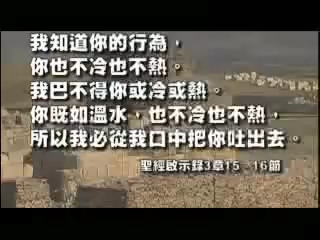 我知道你的行為，
你也不冷也不熱。
我巴不得你或冷或熱。
你既如溫水，也不冷也不熱，
所以我必從我口中把你吐出去。
聖經啟示錄3章15﹑16節